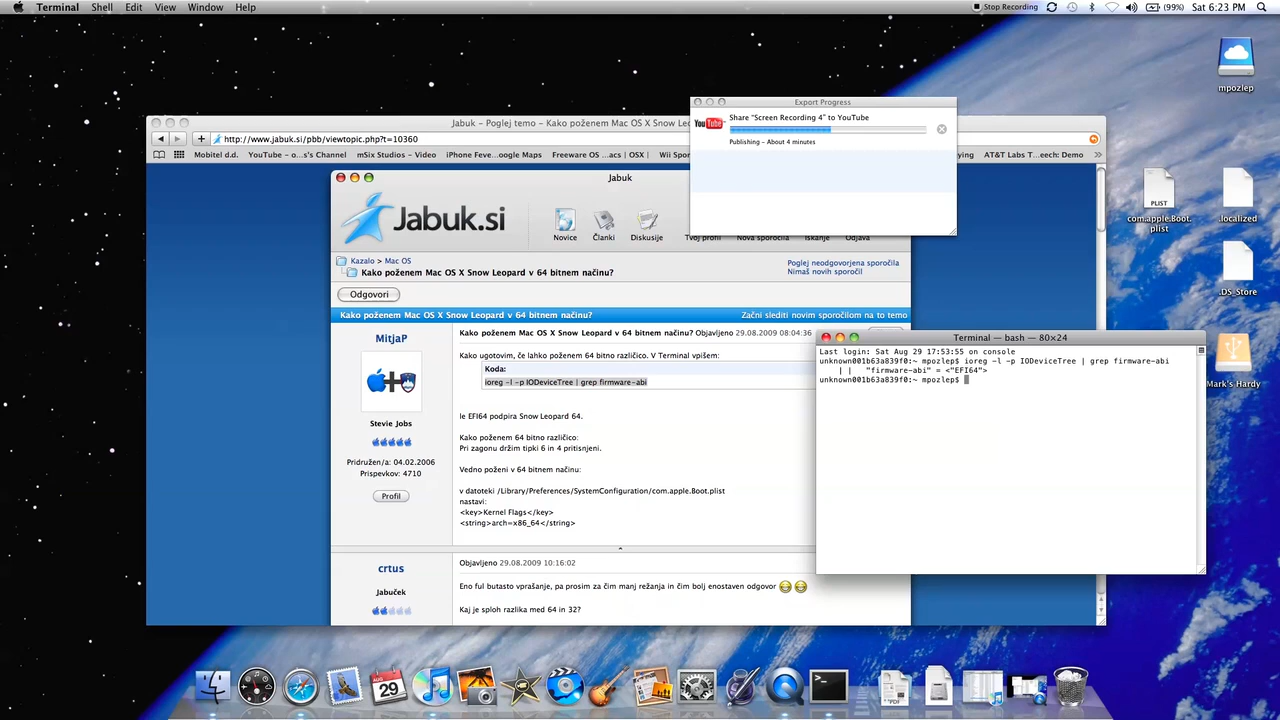 Terminal Shell Edit View Window Help
Stop Recording (99%) Sat 6:23 PM
mpozlep
Export Progress
Share “Screen Recording 4” to YouTube
YouTube
Publishing – About 4 minutes
Jabuk – Poglej temo – Kako poženem Mac OS X Snow Le
http://www.jabuk.si/pbb/viewtopic.php?t=10360
Mobitel d.d. YouTube – o...s's Channel mSix Studios – Video iPhone Feve...oogle Maps Freeware OS... | OSX | Wii Spo ying AT&T Labs T...eech: Demo »
Jabuk
Jabuk.si
Novice Članki Diskusije Tvoj profil Nova sporočila Iskanje Odjava
PLIST
com.apple.Boot.
plist
.localized
.DS_Store
Mark's Hardy
Kazalo > Mac OS
Kako poženem Mac OS X Snow Leopard v 64 bitnem načinu?
Poglej neodgovorjena sporočila
Nimaš novih sporočil
Odgovori
Kako poženem Mac OS X Snow Leopard v 64 bitnem načinu? Začni slediti novim sporočilom na to temo
MitjaP
Stevie Jobs
Pridružen/a: 04.02.2006
Prispevkov: 4710
Profil
Kako poženem Mac OS X Snow Leopard v 64 bitnem načinu? Objavljeno 29.08.2009 08:04:36
Kako ugotovim, če lahko poženem 64 bitno različico. V Terminal vpišem:
Koda:
ioreg -l -p IODeviceTree | grep firmware-abi
le EFI64 podpira Snow Leopard 64.
Kako poženem 64 bitno različico:
Pri zagonu držim tipki 6 in 4 pritisnjeni.
Vedno poženi v 64 bitnem načinu:
v datoteki /Library/Preferences/SystemConfiguration/com.apple.Boot.plist
nastavi:
<key>Kernel Flags</key>
<string>arch=x86_64</string>
crtus
Jabuček
Objavljeno 29.08.2009 10:16:02
Eno ful butasto vprašanje, pa prosim za čim manj režanja in čim bolj enostaven odgovor
Kaj je sploh razlika med 64 in 32?
Terminal — bash — 80×24
Last login: Sat Aug 29 17:53:55 on console
unknown001b63a839f0:~ mpozlep$ ioreg -l -p IODeviceTree | grep firmware-abi
| | "firmware-abi" = <"EFI64">
unknown001b63a839f0:~ mpozlep$
AUG
29
PDF